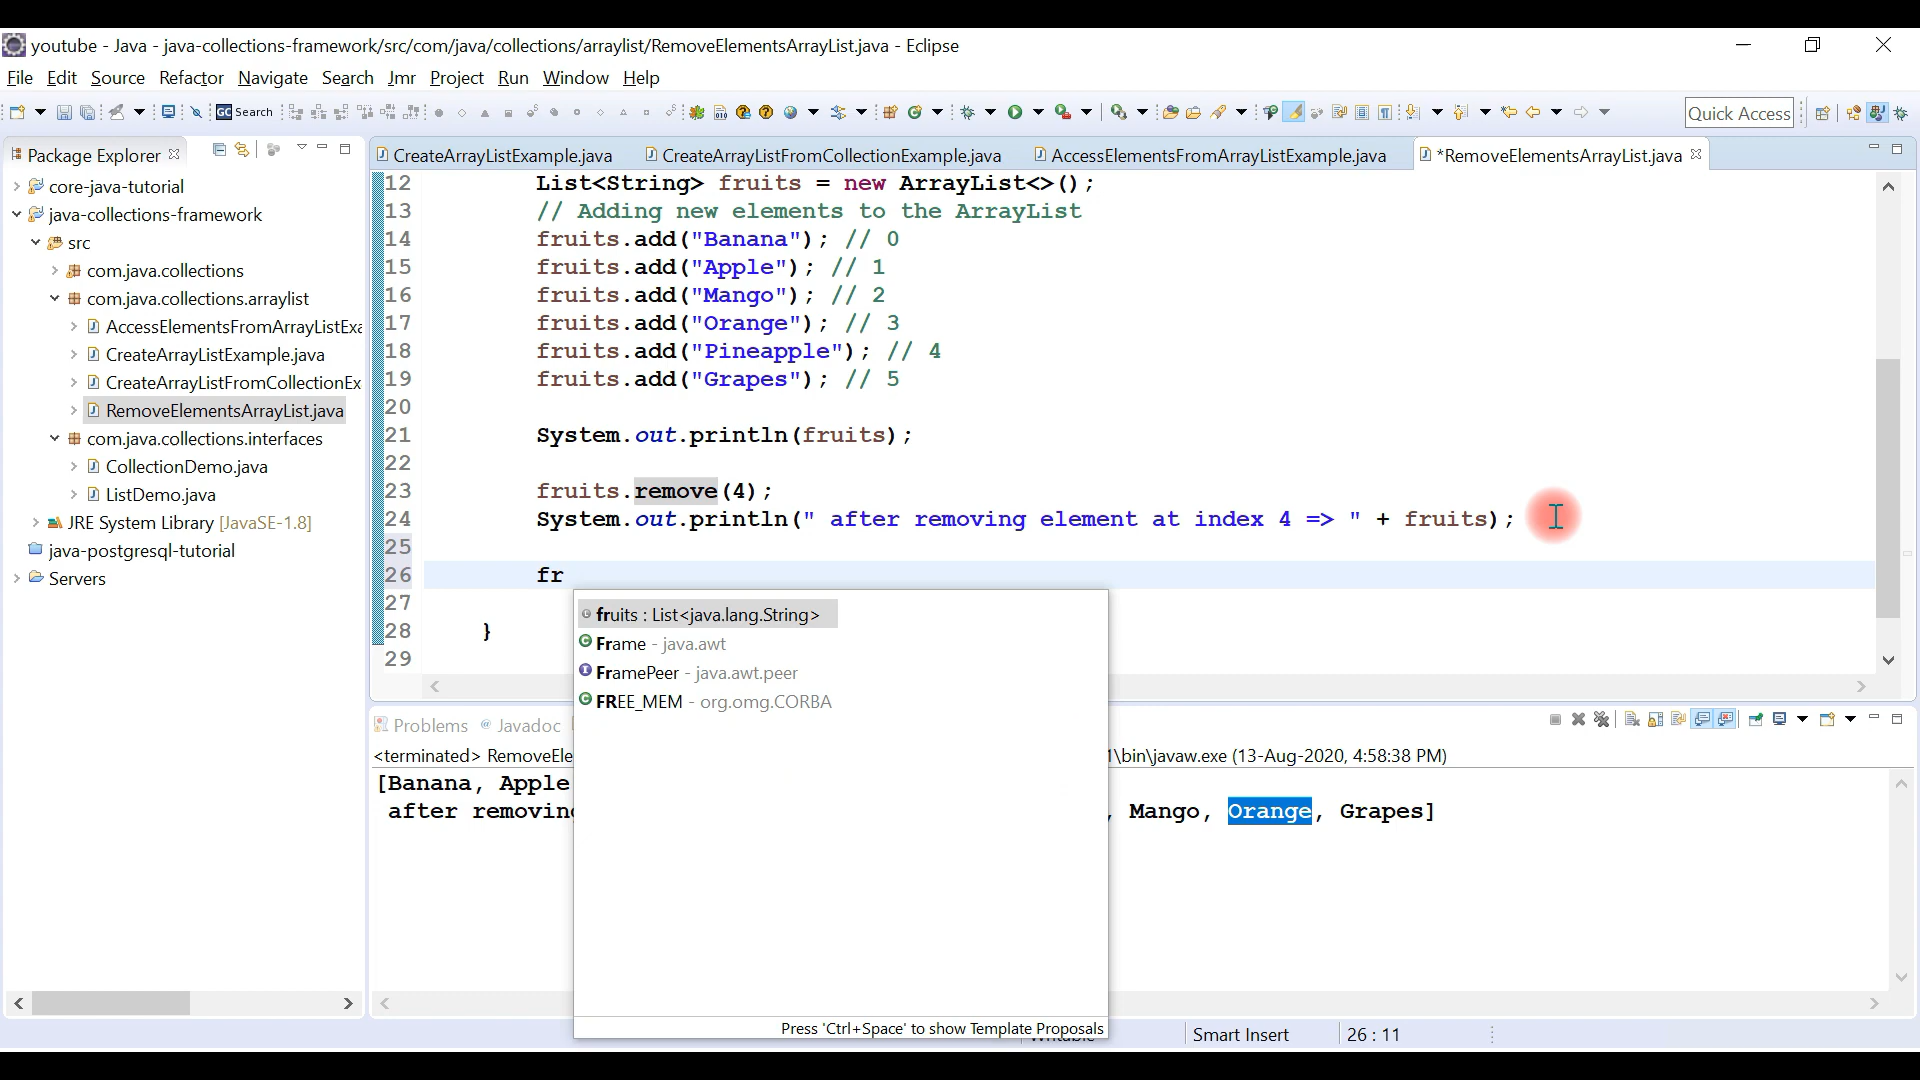 youtube - Java - java-collections-framework/src/com/java/collections/arraylist/RemoveElementsArrayList.java - Eclipse
File Edit Source Refactor Navigate Search Jmr Project Run Window Help
GC Search
Quick Access
Package Explorer
CreateArrayListExample.java CreateArrayListFromCollectionExample.java AccessElementsFromArrayListExample.java *RemoveElementsArrayList.java
core-java-tutorial
java-collections-framework
src
com.java.collections
com.java.collections.arraylist
AccessElementsFromArrayListExa
CreateArrayListExample.java
CreateArrayListFromCollectionEx
RemoveElementsArrayList.java
com.java.collections.interfaces
CollectionDemo.java
ListDemo.java
JRE System Library [JavaSE-1.8]
java-postgresql-tutorial
Servers
12 List<String> fruits = new ArrayList<>();
13 // Adding new elements to the ArrayList
14 fruits.add("Banana"); // 0
15 fruits.add("Apple"); // 1
16 fruits.add("Mango"); // 2
17 fruits.add("Orange"); // 3
18 fruits.add("Pineapple"); // 4
19 fruits.add("Grapes"); // 5
20
21 System.out.println(fruits);
22
23 fruits.remove(4);
24 System.out.println(" after removing element at index 4 => " + fruits);
25
26 fr
27
28 }
29
fruits : List<java.lang.String>
Frame - java.awt
FramePeer - java.awt.peer
FREE_MEM - org.omg.CORBA
Press 'Ctrl+Space' to show Template Proposals
Problems @ Javadoc
<terminated> RemoveEle 1\bin\javaw.exe (13-Aug-2020, 4:58:38 PM)
[Banana, Apple
after removing , Mango, Orange, Grapes]
Writable Smart Insert 26 : 11